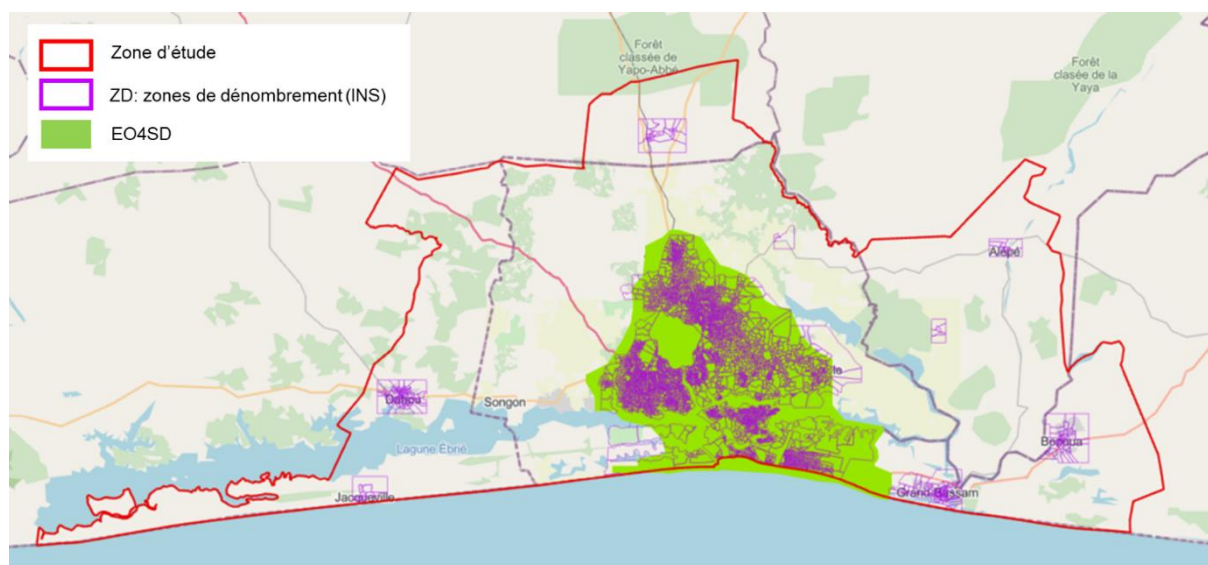 Zone d'étude
ZD: zones de dénombrement (INS)
EO4SD
Forêt
classée de
Yapo-Abbé
Forêt
clasée de la
Yaya
Alépé
Dabou
Songon
Bonoua
Lagune Ébrié
Jacqueville
Grand-Bassam